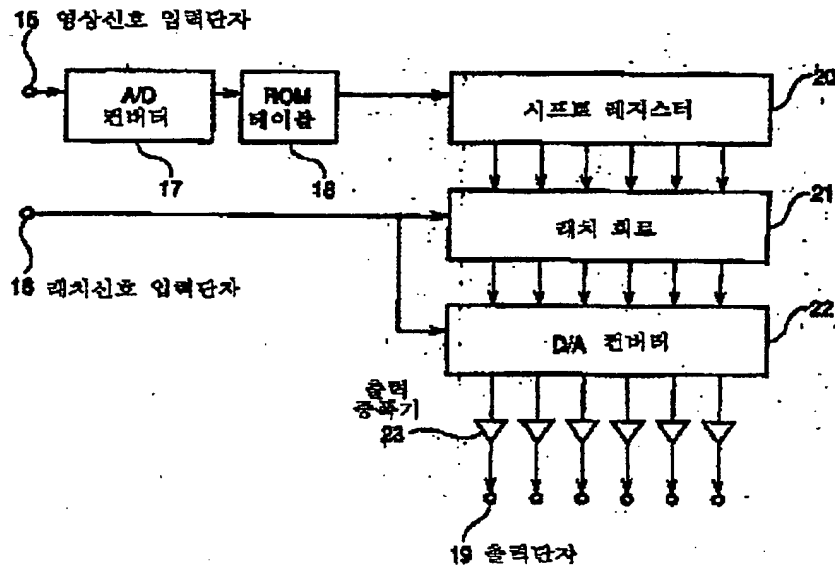 15 영상신호 입력단자
A/D
컨버터
17
ROM
테이블
18
시프트 레지스터
20
래치 회로
21
16 래치신호 입력단자
D/A 컨버터
22
출력
증폭기
23
19 출력단자